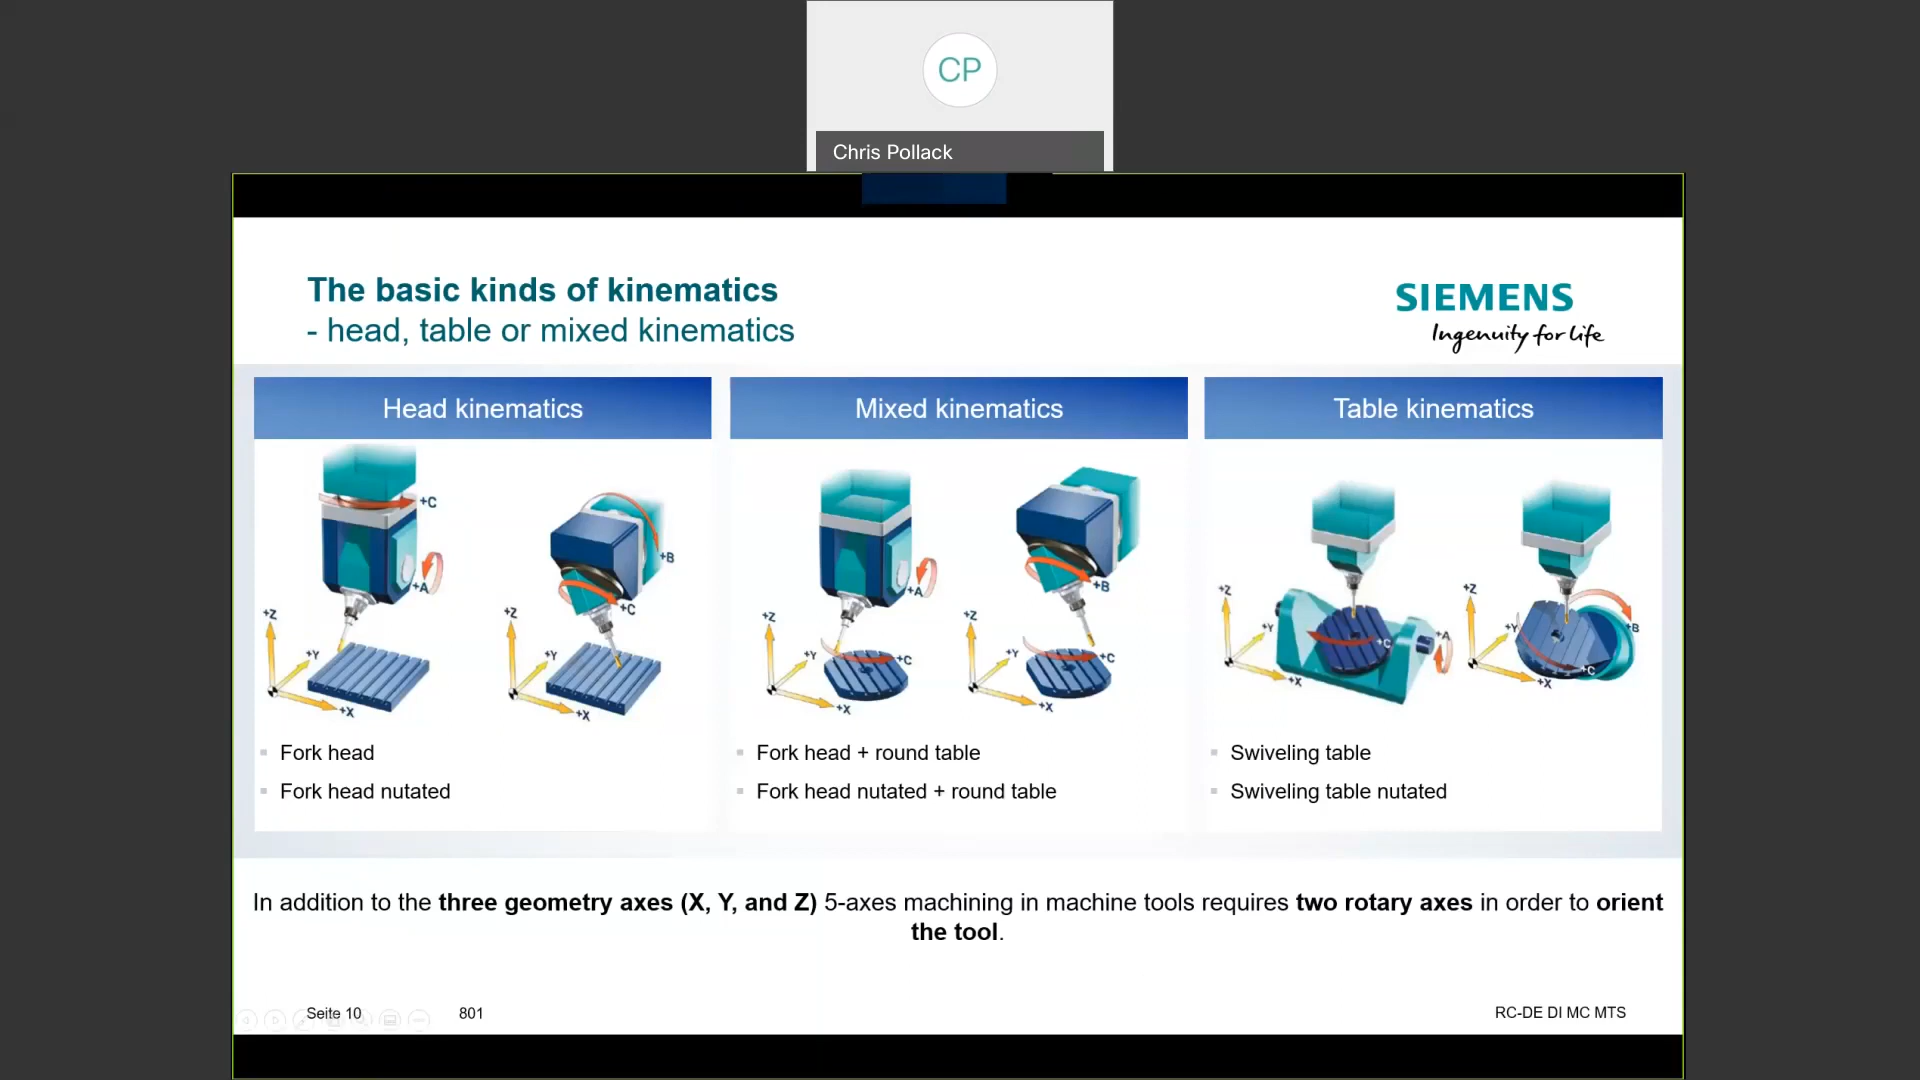 CP
Chris Pollack
The basic kinds of kinematics
- head, table or mixed kinematics
SIEMENS
Ingenuity for life
Head kinematics
+C
+A
+Z
+Y
+X
+B
+C
+Z
+Y
+X
Fork head
Fork head nutated
Mixed kinematics
+A
+Z
+Y
+C
+X
+B
+Z
+Y
+C
+X
Fork head + round table
Fork head nutated + round table
Table kinematics
+Z
+Y
+C
+A
+X
+Z
+Y
+B
+C
+X
Swiveling table
Swiveling table nutated
In addition to the three geometry axes (X, Y, and Z) 5-axes machining in machine tools requires two rotary axes in order to orient
the tool.
Seite 10
801
RC-DE DI MC MTS